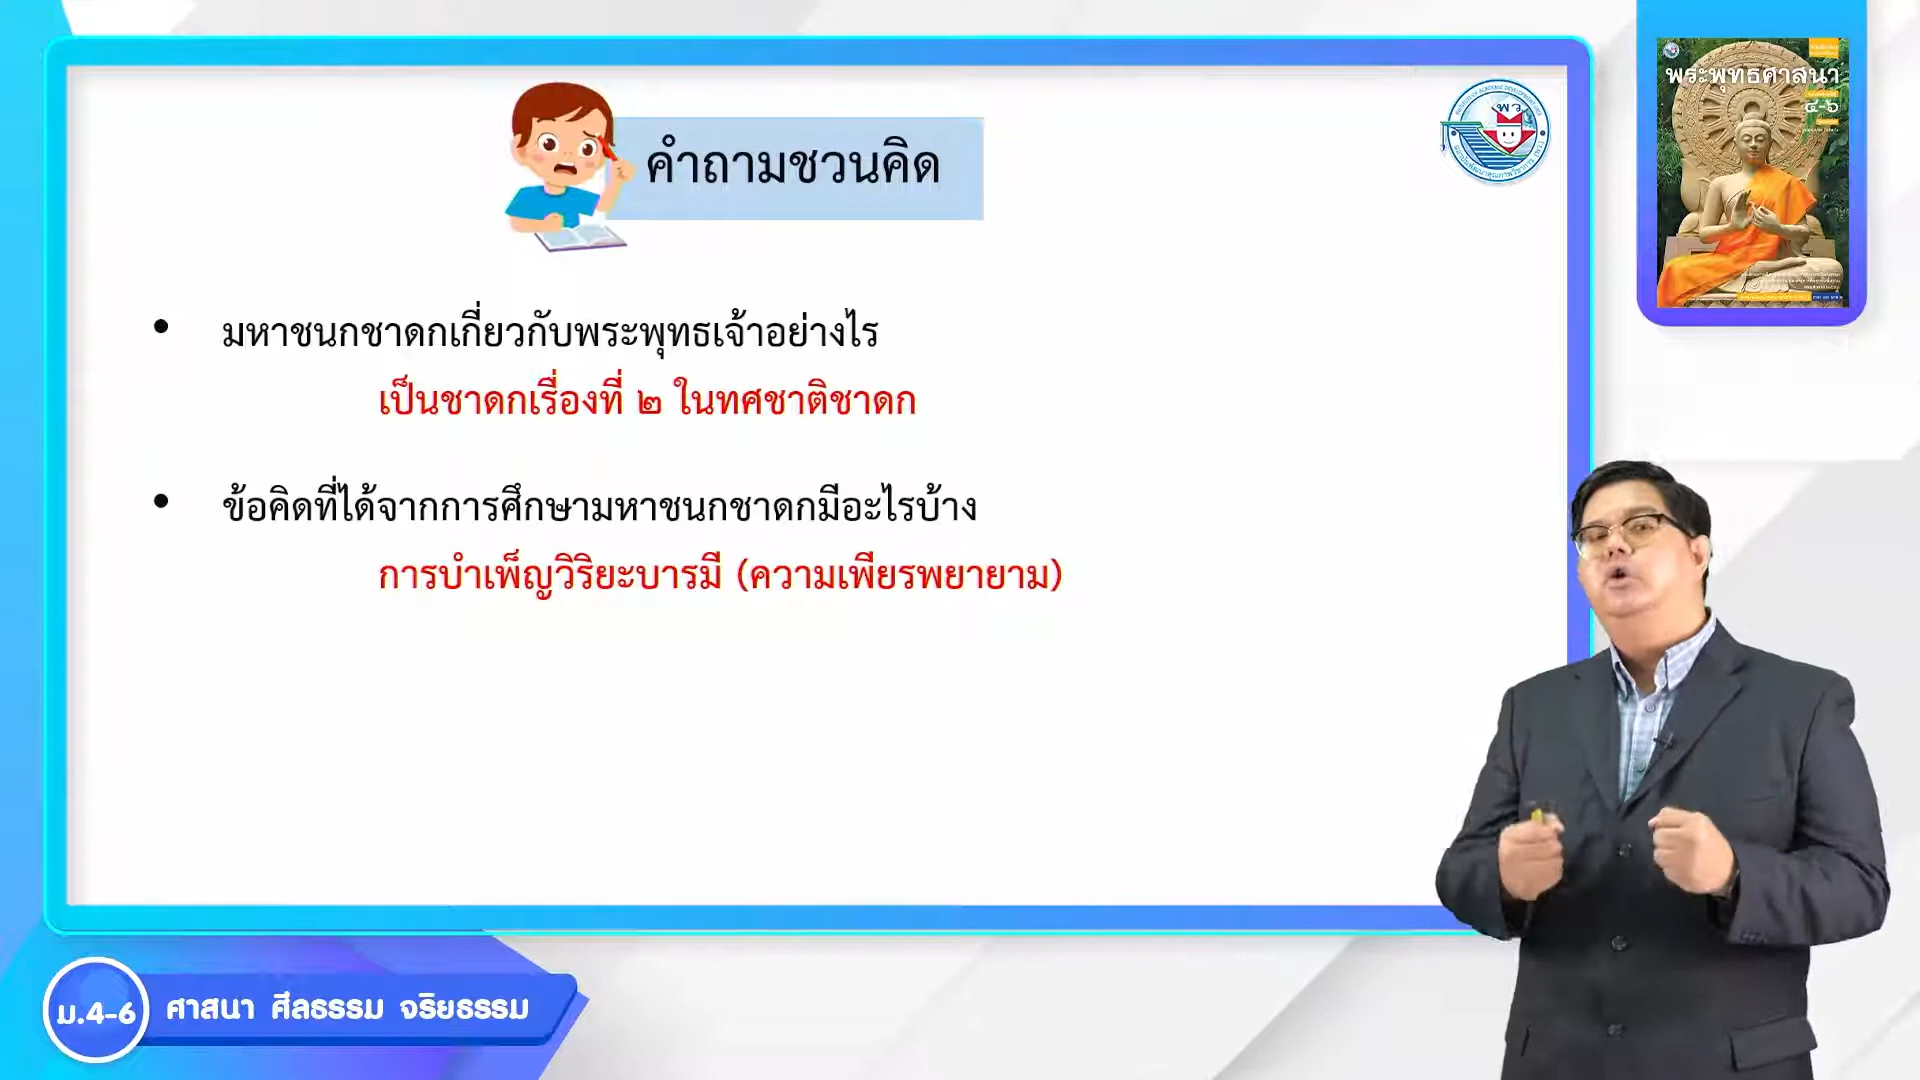 คำถามชวนคิด
พระพุทธศาสนา
๔-๖
• มหาชนกชาดกเกี่ยวกับพระพุทธเจ้าอย่างไร
เป็นชาดกเรื่องที่ ๒ ในทศชาติชาดก
• ข้อคิดที่ได้จากการศึกษามหาชนกชาดกมีอะไรบ้าง
การบำเพ็ญวิริยะบารมี (ความเพียรพยายาม)
ม.4-6 ศาสนา ศีลธรรม จริยธรรม